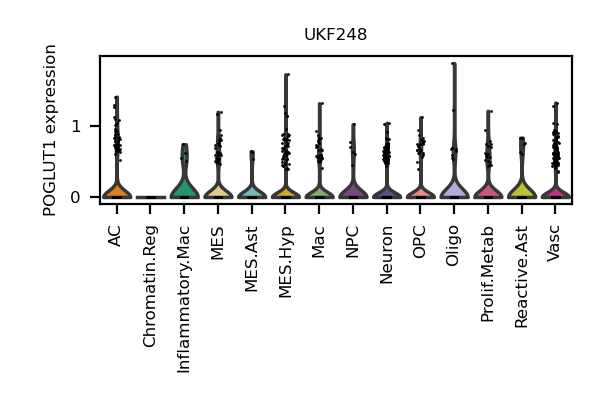 UKF248
POGLUT1 expression
1
0
AC
Chromatin.Reg
Inflammatory.Mac
MES
MES.Ast
MES.Hyp
Mac
NPC
Neuron
OPC
Oligo
Prolif.Metab
Reactive.Ast
Vasc